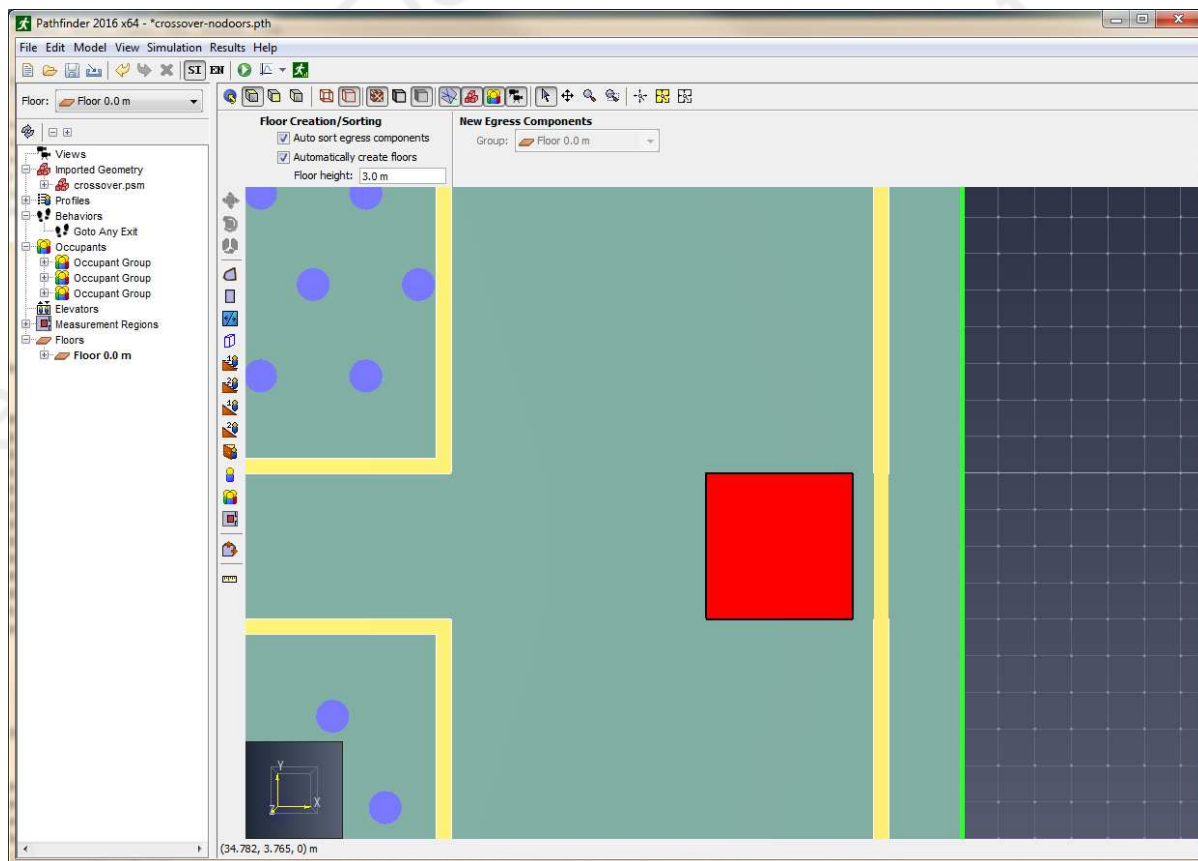 Pathfinder 2016 x64 - *crossover-nodoors.pth
File Edit Model View Simulation Results Help
SI EN
Floor: Floor 0.0 m
Floor Creation/Sorting
Auto sort egress components
Automatically create floors
Floor height: 3.0 m
New Egress Components
Group: Floor 0.0 m
Views
Imported Geometry
crossover.psm
Profiles
Behaviors
Goto Any Exit
Occupants
Occupant Group
Occupant Group
Occupant Group
Elevators
Measurement Regions
Floors
Floor 0.0 m
Y
Z
X
(34.782, 3.765, 0) m